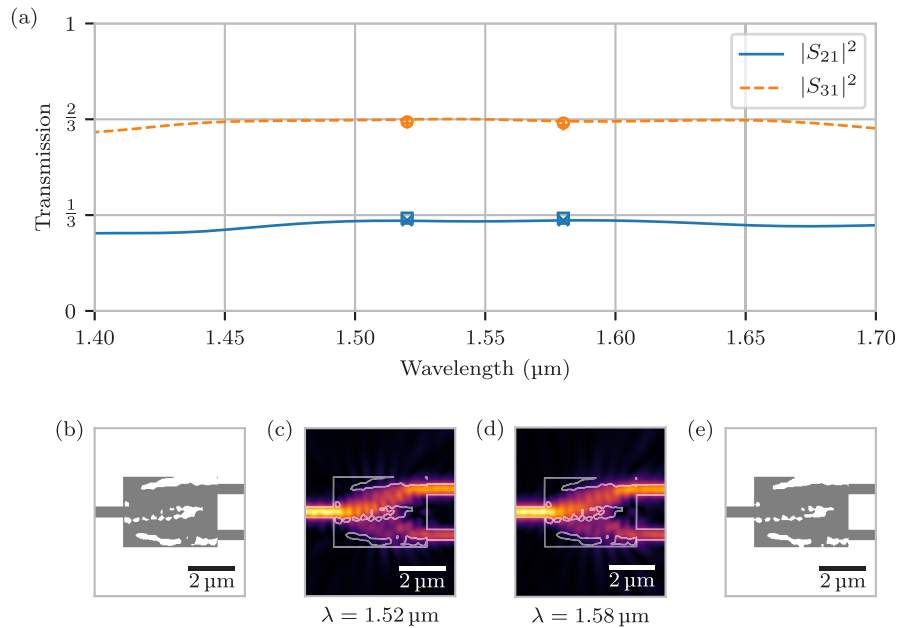 (a)
1
2/3
1/3
0
Transmission
|S₂₁|²
|S₃₁|²
1.40 1.45 1.50 1.55 1.60 1.65 1.70
Wavelength (µm)
(b) (c) (d) (e)
2 µm 2 µm 2 µm 2 µm
λ = 1.52 µm λ = 1.58 µm